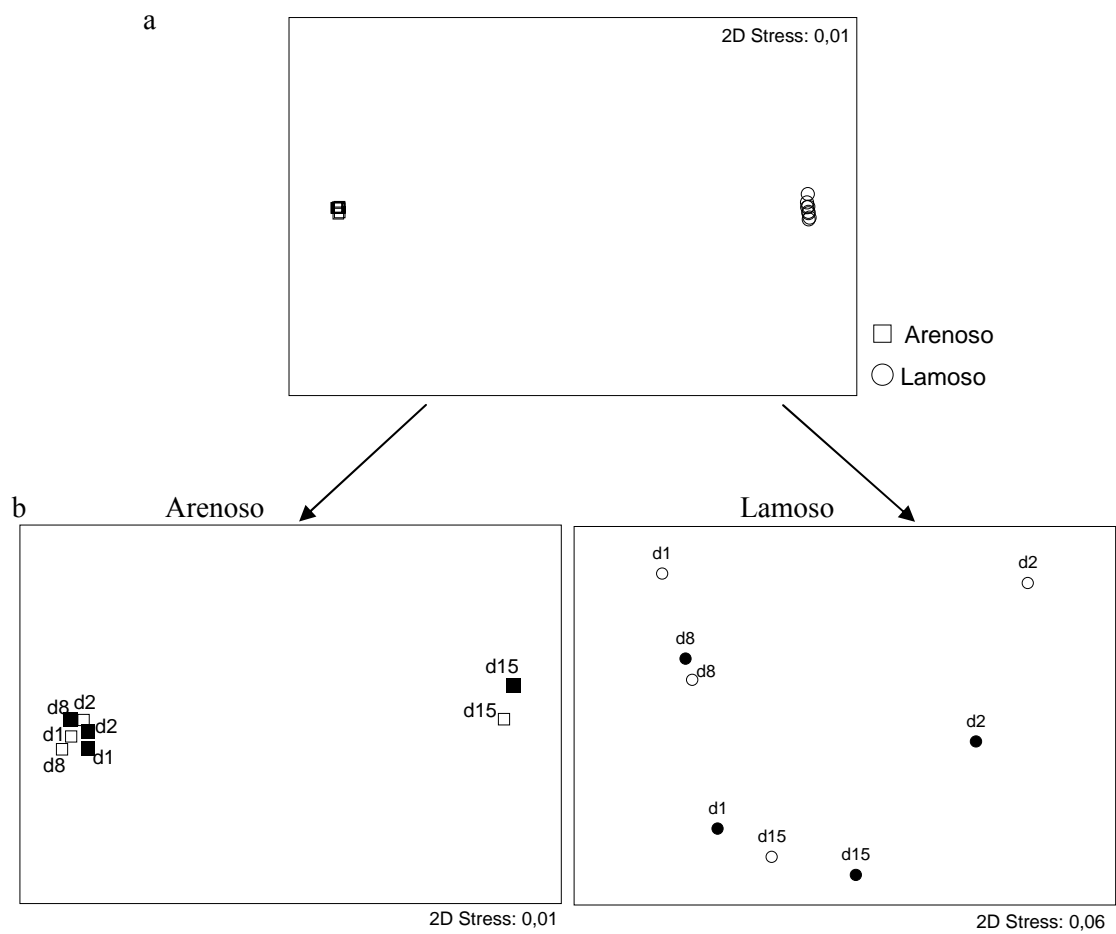 a
2D Stress: 0,01
Arenoso
Lamoso
b
Arenoso
Lamoso
d15
d15
d8 d2
d1 d2
d8 d1
2D Stress: 0,01
d1
d2
d8
d8
d2
d1
d15
d15
2D Stress: 0,06